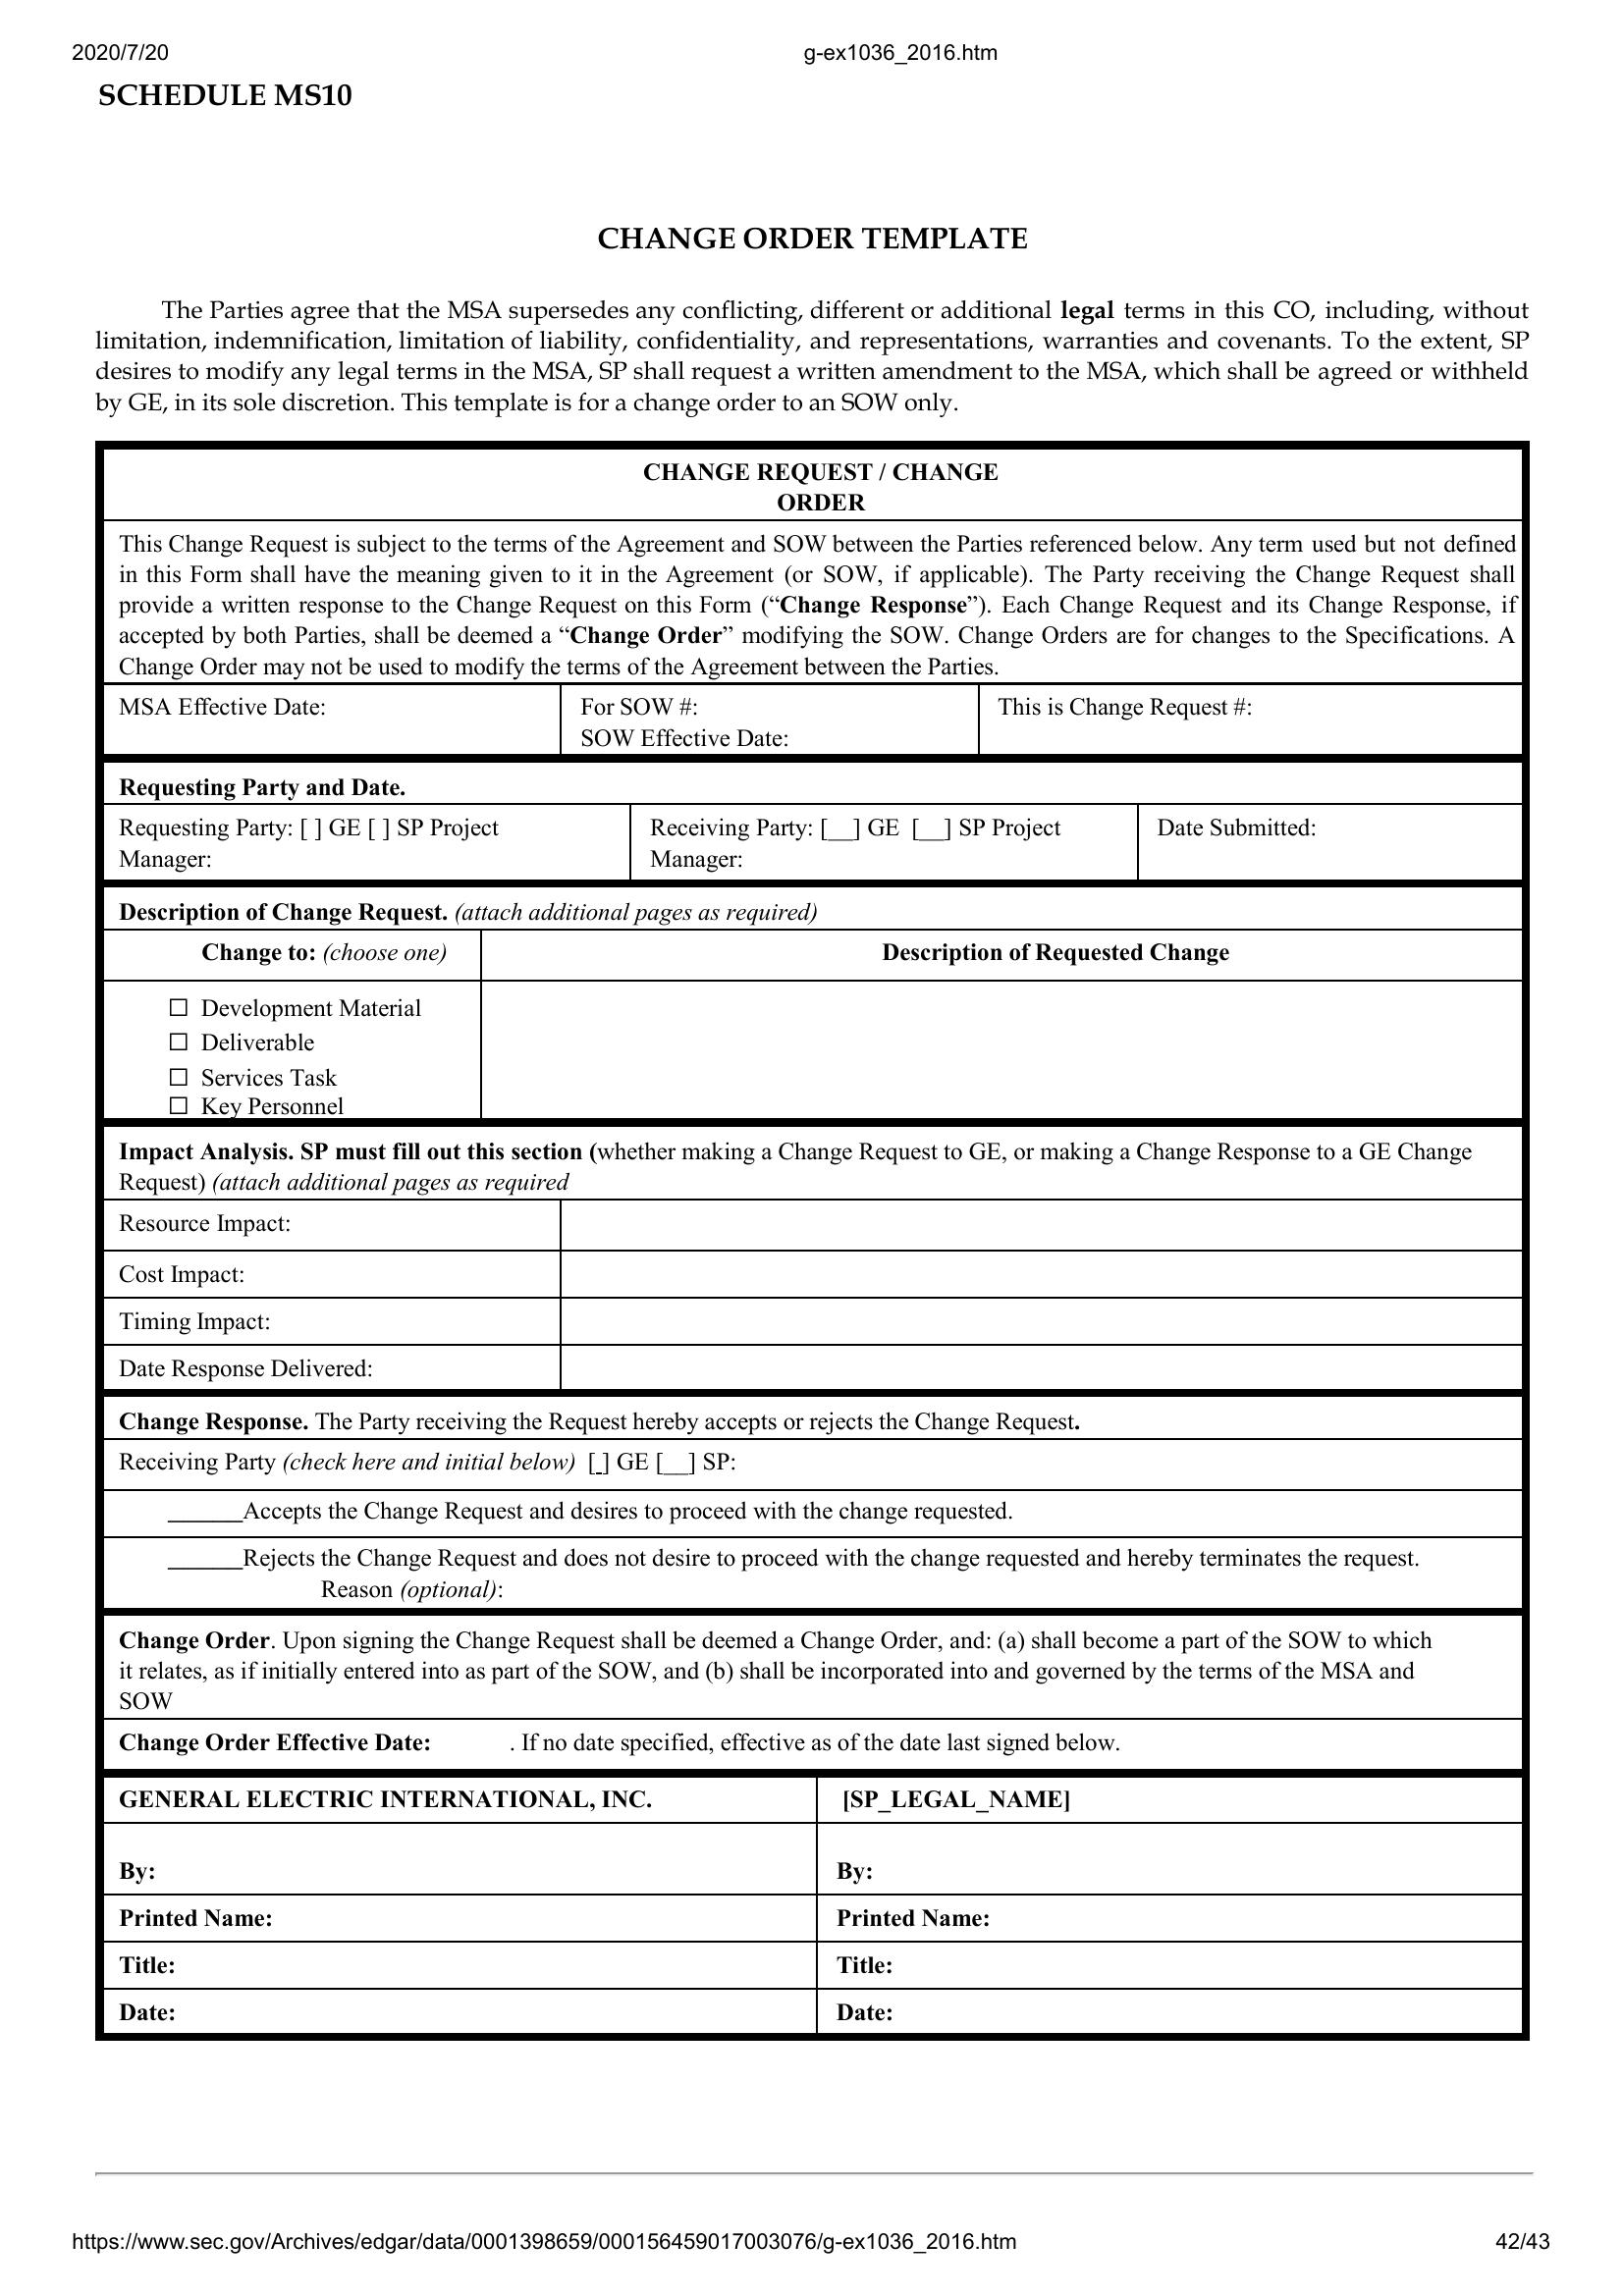 2020/7/20 g-ex1036_2016.htm
SCHEDULE MS10
CHANGE ORDER TEMPLATE
The Parties agree that the MSA supersedes any conflicting, different or additional legal terms in this CO, including, without
limitation, indemnification, limitation of liability, confidentiality, and representations, warranties and covenants. To the extent, SP
desires to modify any legal terms in the MSA, SP shall request a written amendment to the MSA, which shall be agreed or withheld
by GE, in its sole discretion. This template is for a change order to an SOW only.
CHANGE REQUEST / CHANGE
ORDER
This Change Request is subject to the terms of the Agreement and SOW between the Parties referenced below. Any term used but not defined
in this Form shall have the meaning given to it in the Agreement (or SOW, if applicable). The Party receiving the Change Request shall
provide a written response to the Change Request on this Form (“Change Response”). Each Change Request and its Change Response, if
accepted by both Parties, shall be deemed a “Change Order” modifying the SOW. Change Orders are for changes to the Specifications. A
Change Order may not be used to modify the terms of the Agreement between the Parties.
MSA Effective Date: For SOW #: This is Change Request #:
SOW Effective Date:
Requesting Party and Date.
Requesting Party: [ ] GE [ ] SP Project Receiving Party: [__] GE [__] SP Project Date Submitted:
Manager: Manager:
Description of Change Request. (attach additional pages as required)
Change to: (choose one) Description of Requested Change
☐ Development Material
☐ Deliverable
☐ Services Task
☐ Key Personnel
Impact Analysis. SP must fill out this section (whether making a Change Request to GE, or making a Change Response to a GE Change
Request) (attach additional pages as required
Resource Impact:
Cost Impact:
Timing Impact:
Date Response Delivered:
Change Response. The Party receiving the Request hereby accepts or rejects the Change Request.
Receiving Party (check here and initial below) [_] GE [__] SP:
______Accepts the Change Request and desires to proceed with the change requested.
______Rejects the Change Request and does not desire to proceed with the change requested and hereby terminates the request.
Reason (optional):
Change Order. Upon signing the Change Request shall be deemed a Change Order, and: (a) shall become a part of the SOW to which
it relates, as if initially entered into as part of the SOW, and (b) shall be incorporated into and governed by the terms of the MSA and
SOW
Change Order Effective Date: . If no date specified, effective as of the date last signed below.
GENERAL ELECTRIC INTERNATIONAL, INC. [SP_LEGAL_NAME]
By: By:
Printed Name: Printed Name:
Title: Title:
Date: Date:
https://www.sec.gov/Archives/edgar/data/0001398659/000156459017003076/g-ex1036_2016.htm 42/43